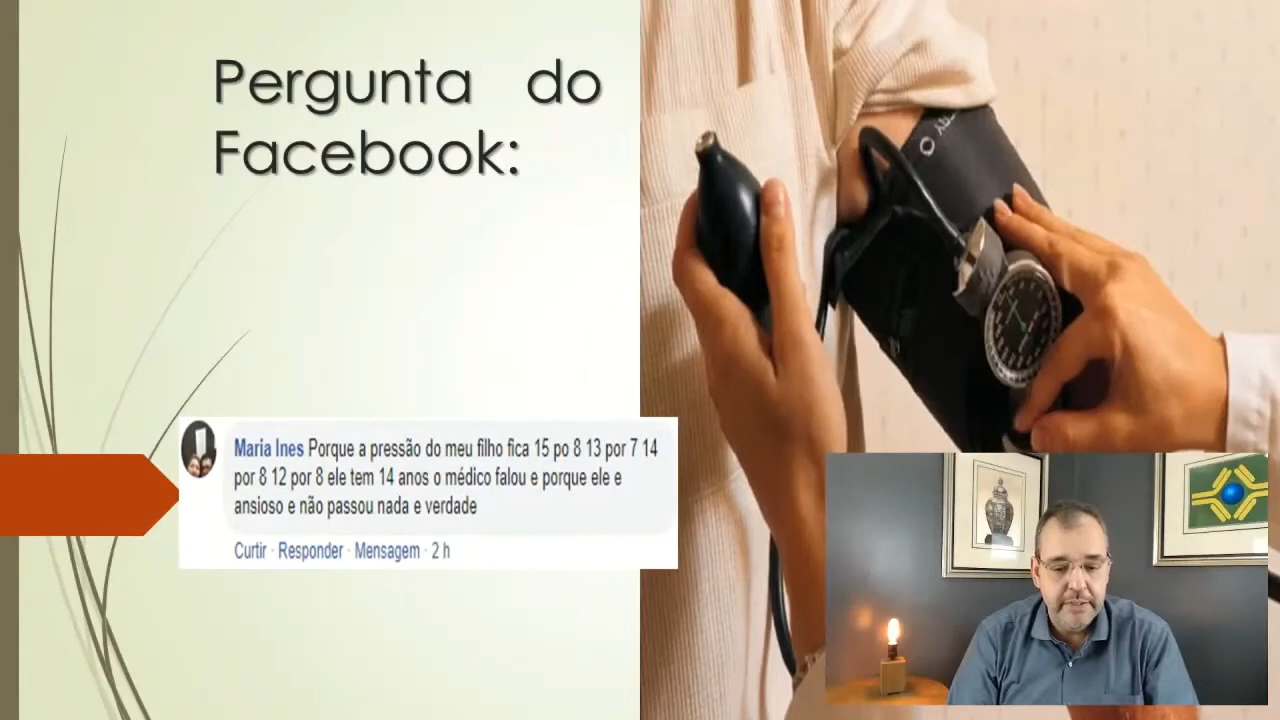 Pergunta do
Facebook:
Maria Ines Porque a pressão do meu filho fica 15 po 8 13 por 7 14
por 8 12 por 8 ele tem 14 anos o médico falou e porque ele e
ansioso e não passou nada e verdade
Curtir · Responder · Mensagem · 2 h